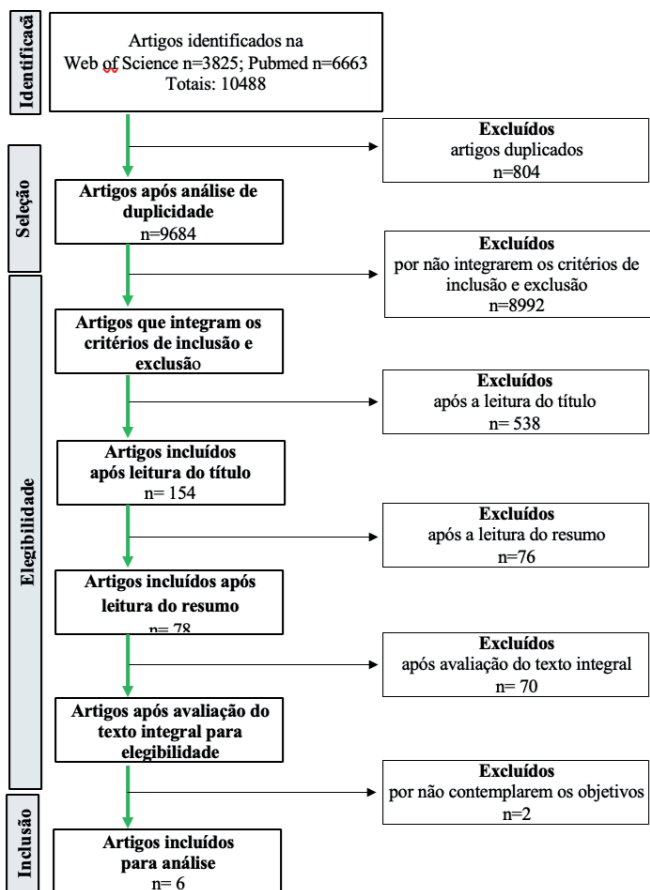 Identificaçã
Artigos identificados na
Web of Science n=3825; Pubmed n=6663
Totais: 10488
Excluídos
artigos duplicados
n=804
Seleção
Artigos após análise de
duplicidade
n=9684
Excluídos
por não integrarem os critérios de
inclusão e exclusão
n=8992
Elegibilidade
Artigos que integram os
critérios de inclusão e
exclusão
Excluídos
após a leitura do título
n= 538
Artigos incluídos
após leitura do título
n= 154
Excluídos
após a leitura do resumo
n=76
Artigos incluídos após
leitura do resumo
n= 78
Excluídos
após avaliação do texto integral
n= 70
Artigos após avaliação do
texto integral para
elegibilidade
Excluídos
por não contemplarem os objetivos
n=2
Inclusão
Artigos incluídos
para análise
n= 6